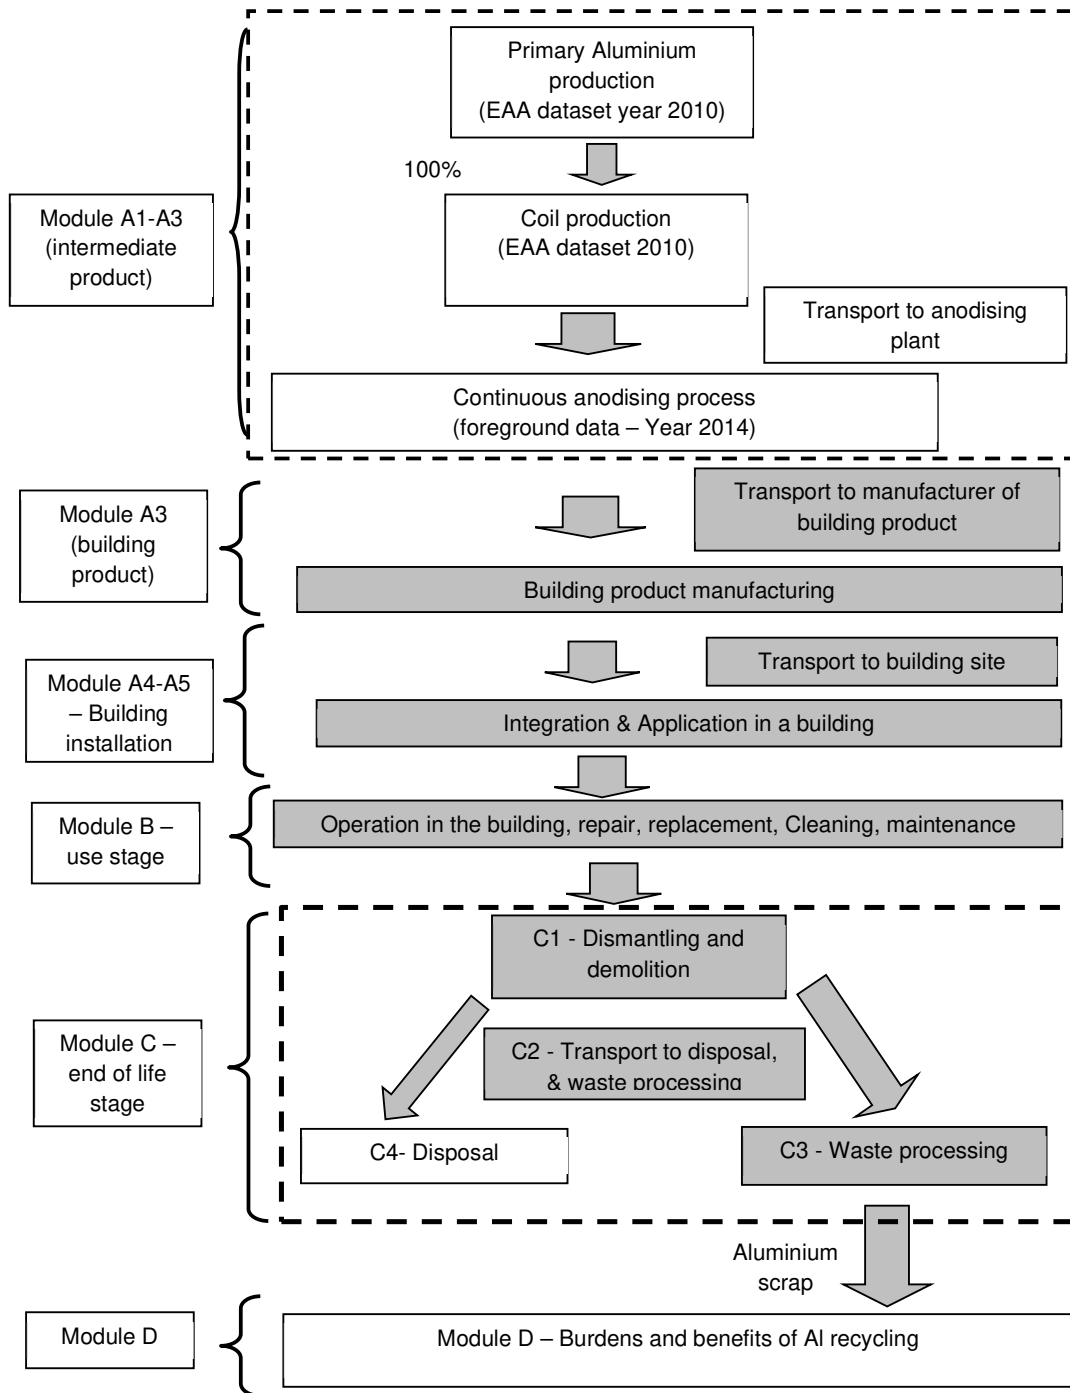 Primary Aluminium
production
(EAA dataset year 2010)
100%
Module A1-A3
(intermediate
product)
Coil production
(EAA dataset 2010)
Transport to anodising
plant
Continuous anodising process
(foreground data – Year 2014)
Module A3
(building
product)
Transport to manufacturer of
building product
Building product manufacturing
Module A4-A5
– Building
installation
Transport to building site
Integration & Application in a building
Module B –
use stage
Operation in the building, repair, replacement, Cleaning, maintenance
C1 - Dismantling and
demolition
Module C –
end of life
stage
C2 - Transport to disposal,
& waste processing
C4- Disposal
C3 - Waste processing
Aluminium
scrap
Module D
Module D – Burdens and benefits of Al recycling